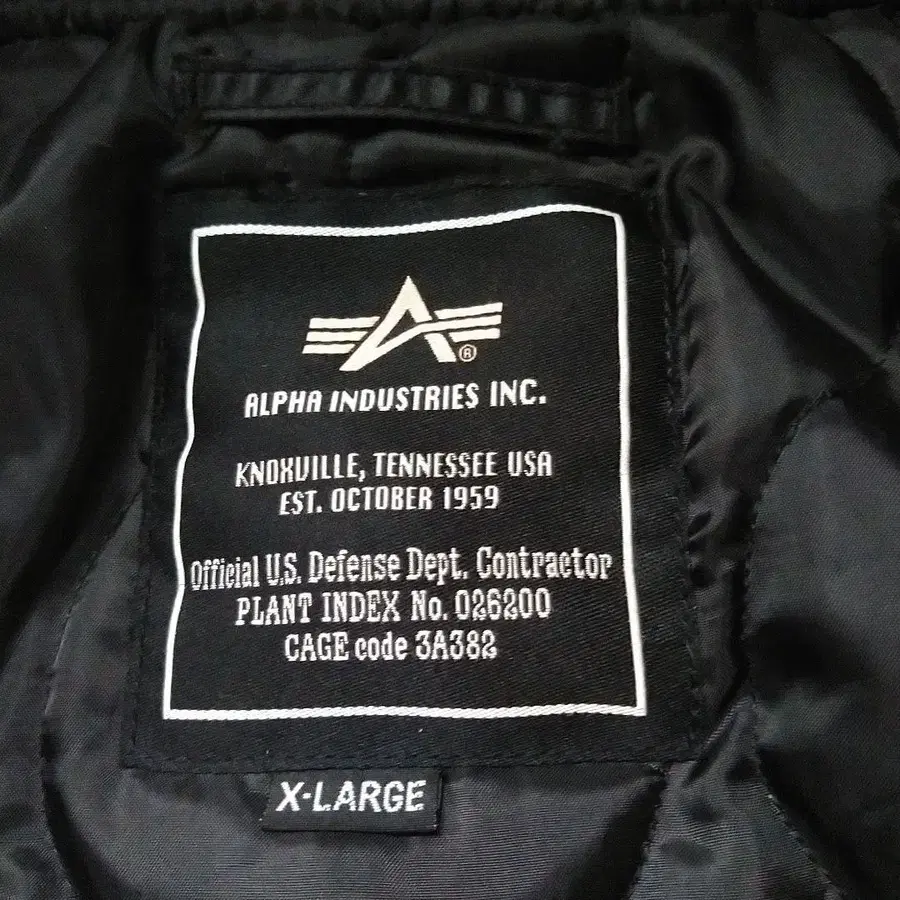 ®
ALPHA INDUSTRIES INC.
KNOXVILLE, TENNESSEE USA
EST. OCTOBER 1959
Official U.S. Defense Dept. Contractor
PLANT INDEX No. 026200
CAGE code 3A382
X-LARGE